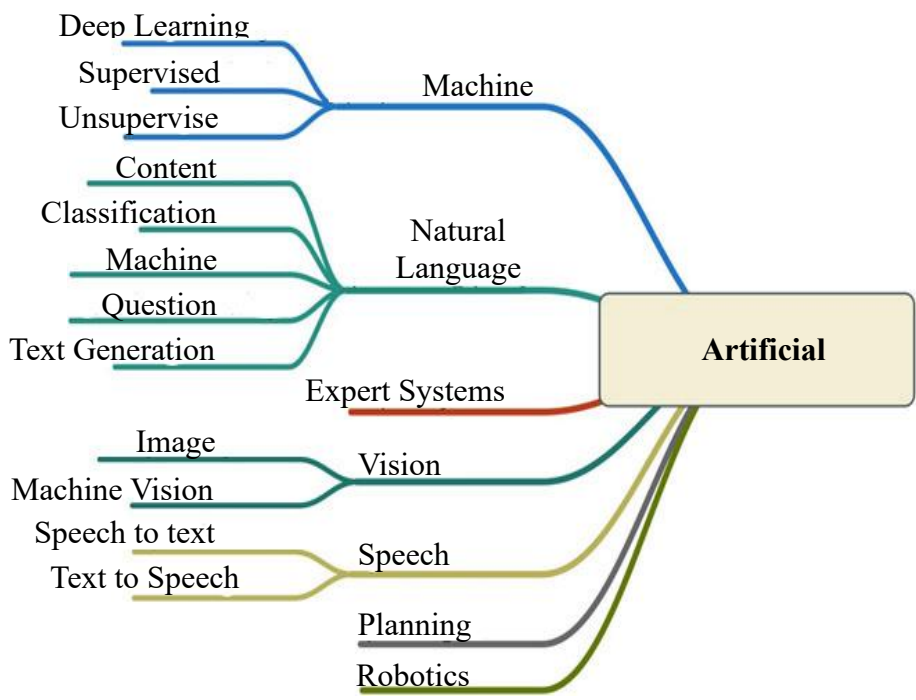 Deep Learning
Supervised
Unsupervise
Machine
Content
Classification
Machine
Question
Text Generation
Natural
Language
Artificial
Expert Systems
Image
Machine Vision
Vision
Speech to text
Text to Speech
Speech
Planning
Robotics